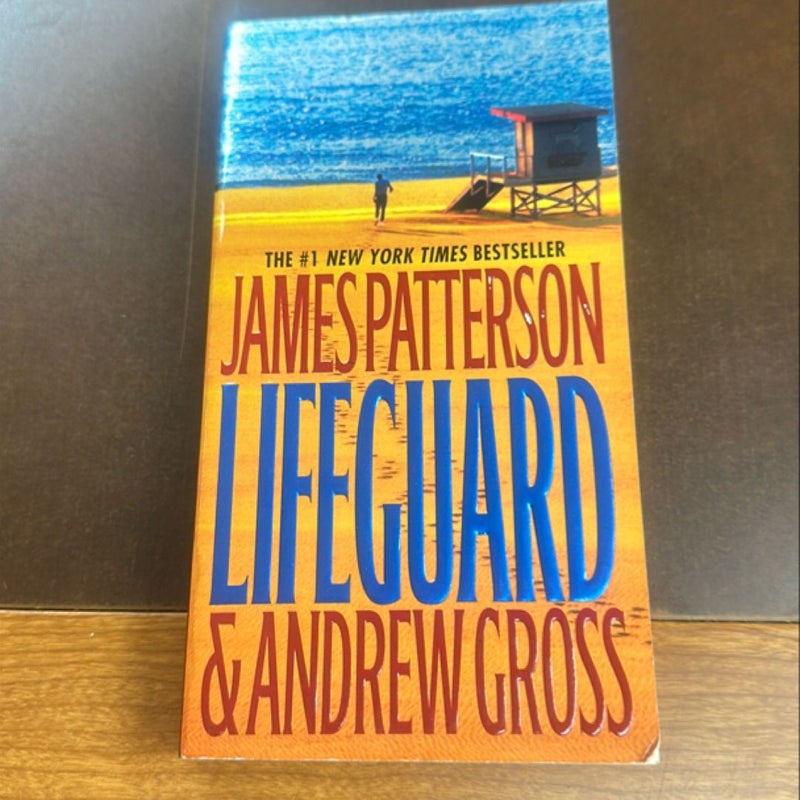 THE #1 NEW YORK TIMES BESTSELLER
JAMES PATTERSON
LIFEGUARD
& ANDREW GROSS